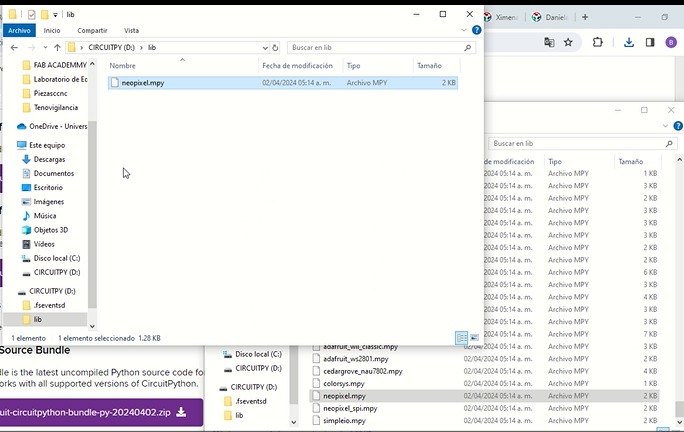 lib
Archivo Inicio Compartir Vista
CIRCUITPY (D:) > lib
Buscar en lib
Nombre Fecha de modificación Tipo Tamaño
neopixel.mpy 02/04/2024 05:14 a. m. Archivo MPY 2 KB
FAB ACADEMMY
Laboratorio de Ec
Piezasccnc
Tenovigilancia
OneDrive - Univers
Este equipo
Descargas
Documentos
Escritorio
Imágenes
Música
Objetos 3D
Vídeos
Disco local (C:)
CIRCUITPY (D:)
CIRCUITPY (D:)
.fseventsd
lib
1 elemento 1 elemento seleccionado 1.28 KB
Ximena
Daniela
B
Buscar en lib
de modificación Tipo Tamaño
2024 05:14 a. m. Archivo MPY 1 KB
2024 05:14 a. m. Archivo MPY 3 KB
2024 05:14 a. m. Archivo MPY 2 KB
2024 05:14 a. m. Archivo MPY 3 KB
2024 05:14 a. m. Archivo MPY 3 KB
2024 05:14 a. m. Archivo MPY 3 KB
2024 05:14 a. m. Archivo MPY 2 KB
2024 05:14 a. m. Archivo MPY 2 KB
2024 05:14 a. m. Archivo MPY 6 KB
2024 05:14 a. m. Archivo MPY 3 KB
2024 05:14 a. m. Archivo MPY 4 KB
2024 05:14 a. m. Archivo MPY 3 KB
2024 05:14 a. m. Archivo MPY 3 KB
2024 05:14 a. m. Archivo MPY 7 KB
adafruit_wii_classic.mpy 02/04/2024 05:14 a. m. Archivo MPY 3 KB
adafruit_ws2801.mpy 02/04/2024 05:14 a. m. Archivo MPY 2 KB
cedargrove_nau7802.mpy 02/04/2024 05:14 a. m. Archivo MPY 4 KB
colorsys.mpy 02/04/2024 05:14 a. m. Archivo MPY 2 KB
neopixel.mpy 02/04/2024 05:14 a. m. Archivo MPY 2 KB
neopixel_spi.mpy 02/04/2024 05:14 a. m. Archivo MPY 2 KB
simpleio.mpy 02/04/2024 05:14 a. m. Archivo MPY 2 KB
Disco local (C:)
CIRCUITPY (D:)
CIRCUITPY (D:)
.fseventsd
lib
Source Bundle
dle is the latest uncompiled Python source code for
orks with all supported versions of CircuitPython.
uit-circuitpython-bundle-py-20240402.zip